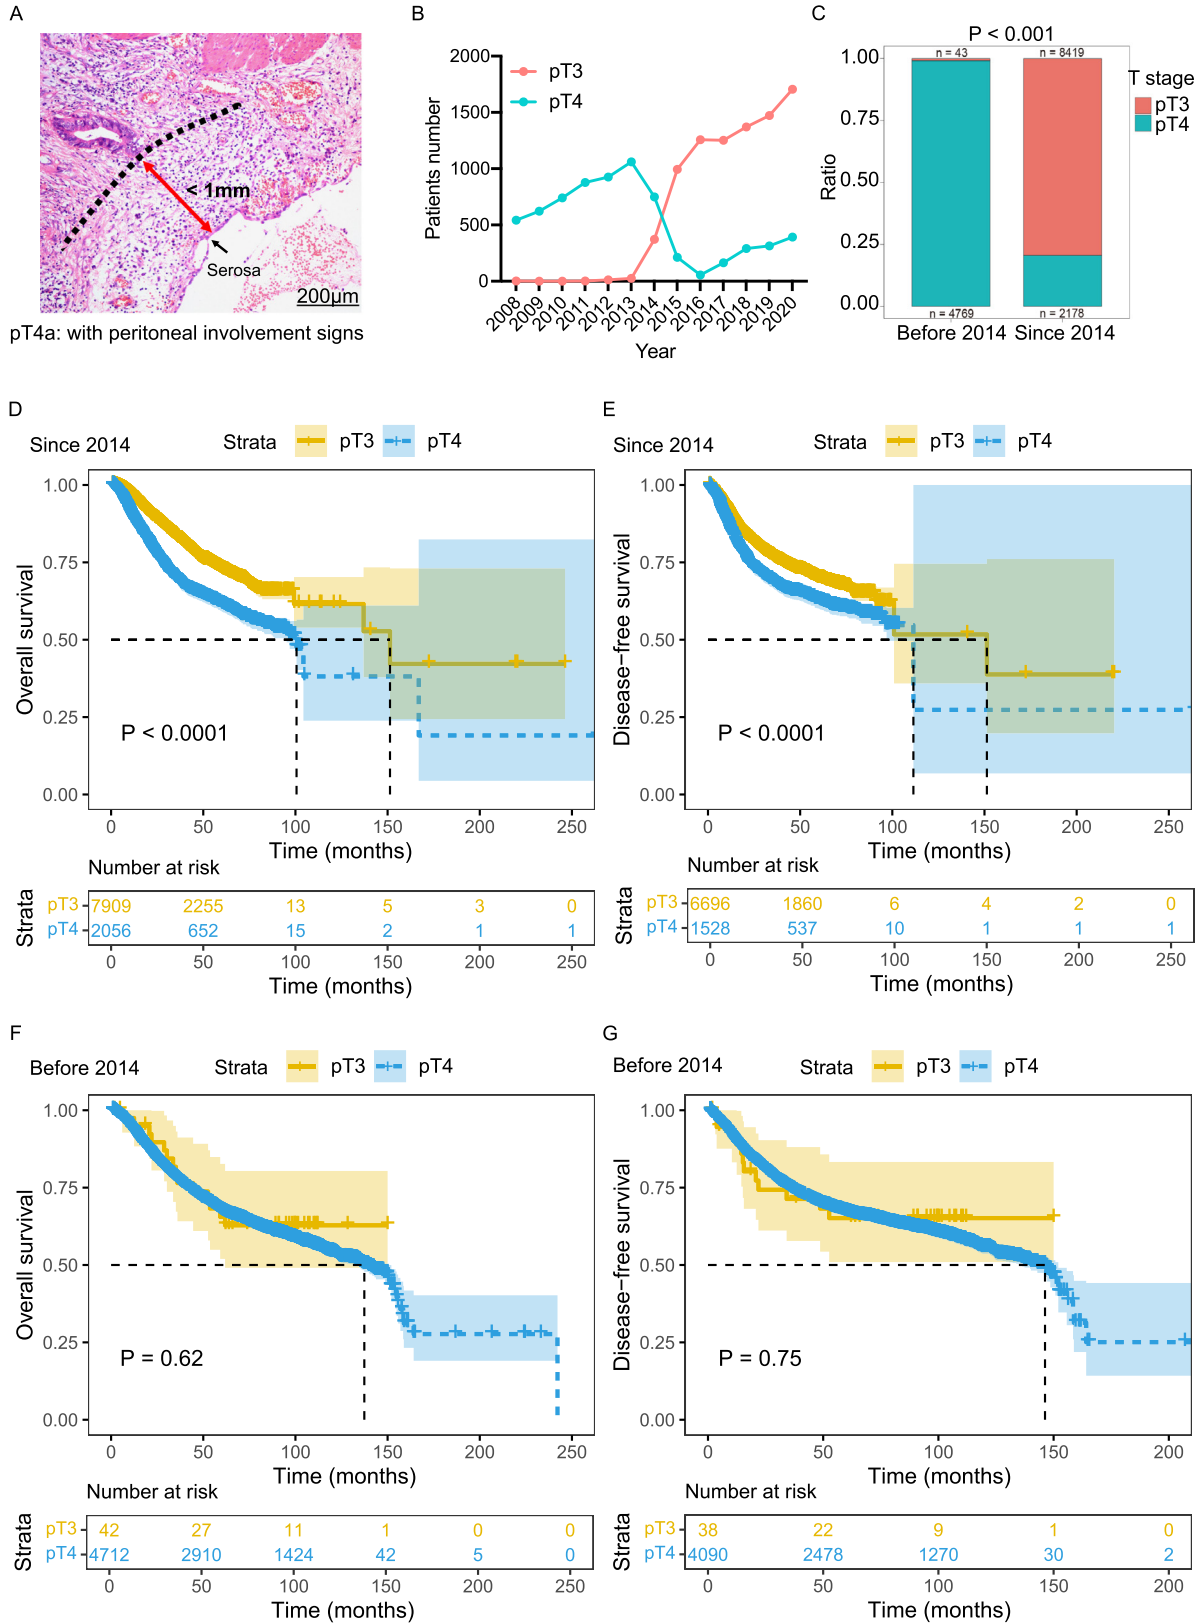 A
< 1mm
Serosa
200μm
pT4a: with peritoneal involvement signs
B
2000
1500
1000
500
0
Patients number
pT3
pT4
2008
2009
2010
2011
2012
2013
2014
2015
2016
2017
2018
2019
2020
Year
C
P < 0.001
n = 43
n = 8419
1.00
0.75
0.50
0.25
0.00
Ratio
T stage
pT3
pT4
n = 4769
n = 2178
Before 2014 Since 2014
D
Since 2014
Strata pT3 pT4
1.00
0.75
0.50
0.25
0.00
Overall survival
P < 0.0001
0 50 100 150 200 250
Time (months)
Number at risk
Strata
pT3 7909 2255 13 5 3 0
pT4 2056 652 15 2 1 1
0 50 100 150 200 250
Time (months)
E
Since 2014
Strata pT3 pT4
1.00
0.75
0.50
0.25
0.00
Disease−free survival
P < 0.0001
0 50 100 150 200 250
Time (months)
Number at risk
Strata
pT3 6696 1860 6 4 2 0
pT4 1528 537 10 1 1 1
0 50 100 150 200 250
Time (months)
F
Before 2014
Strata pT3 pT4
1.00
0.75
0.50
0.25
0.00
Overall survival
P = 0.62
0 50 100 150 200 250
Time (months)
Number at risk
Strata
pT3 42 27 11 1 0 0
pT4 4712 2910 1424 42 5 0
0 50 100 150 200 250
Time (months)
G
Before 2014
Strata pT3 pT4
1.00
0.75
0.50
0.25
0.00
Disease−free survival
P = 0.75
0 50 100 150 200
Time (months)
Number at risk
Strata
pT3 38 22 9 1 0
pT4 4090 2478 1270 30 2
0 50 100 150 200
Time (months)